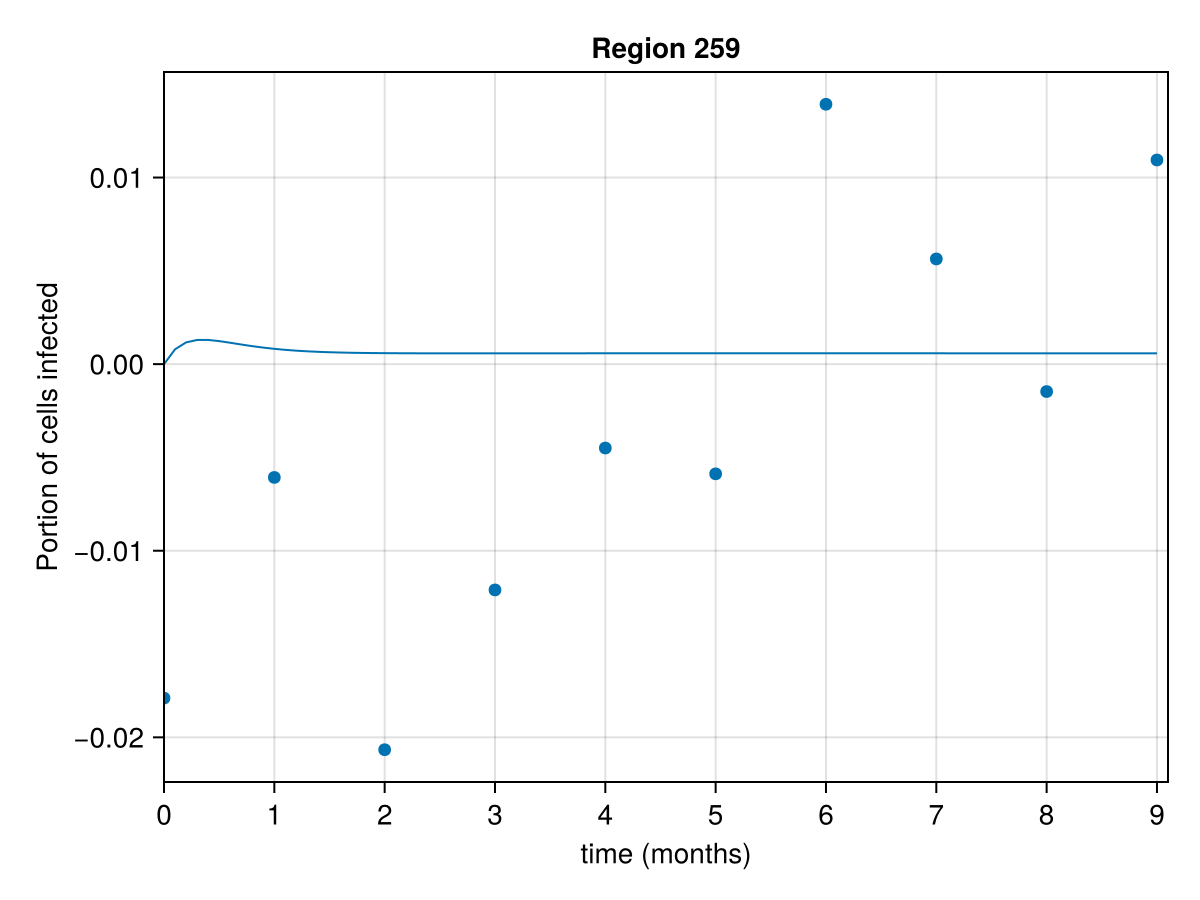 Region 259
Portion of cells infected
0.01
0.00
−0.01
−0.02
0 1 2 3 4 5 6 7 8 9
time (months)